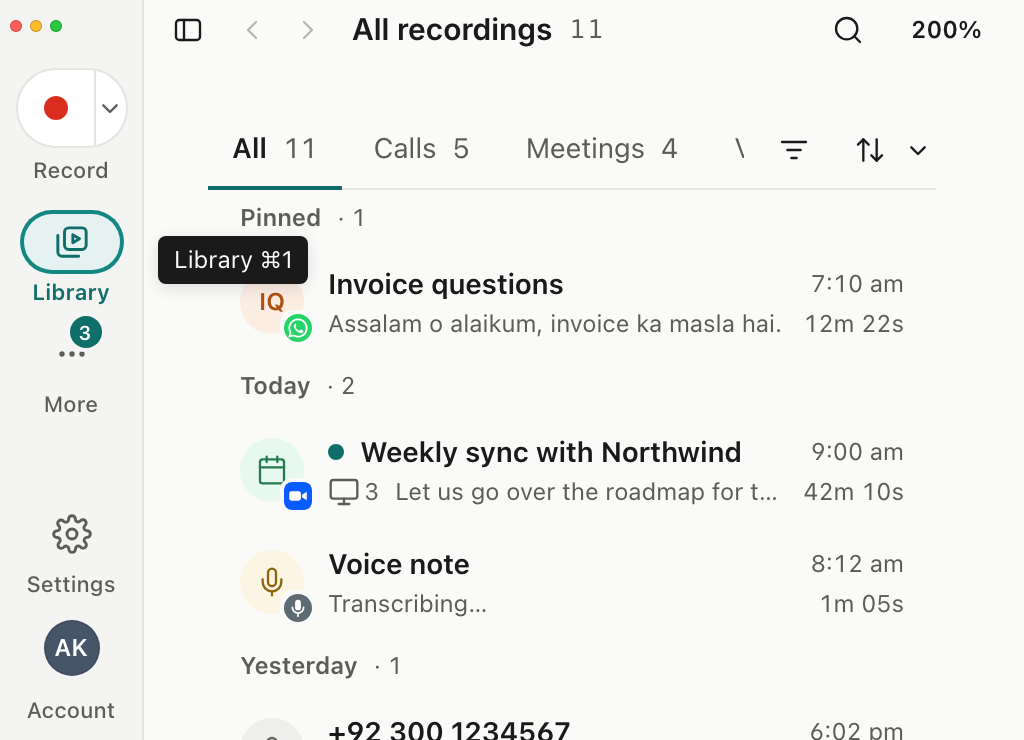 All recordings 11
200%
Record
All 11 Calls 5 Meetings 4
Pinned · 1
Library
Library ⌘1
IQ Invoice questions 7:10 am
Assalam o alaikum, invoice ka masla hai. 12m 22s
3
More
Today · 2
Weekly sync with Northwind 9:00 am
3 Let us go over the roadmap for t... 42m 10s
Voice note 8:12 am
Transcribing... 1m 05s
Settings
AK
Account
Yesterday · 1
+92 300 1234567 6:02 pm